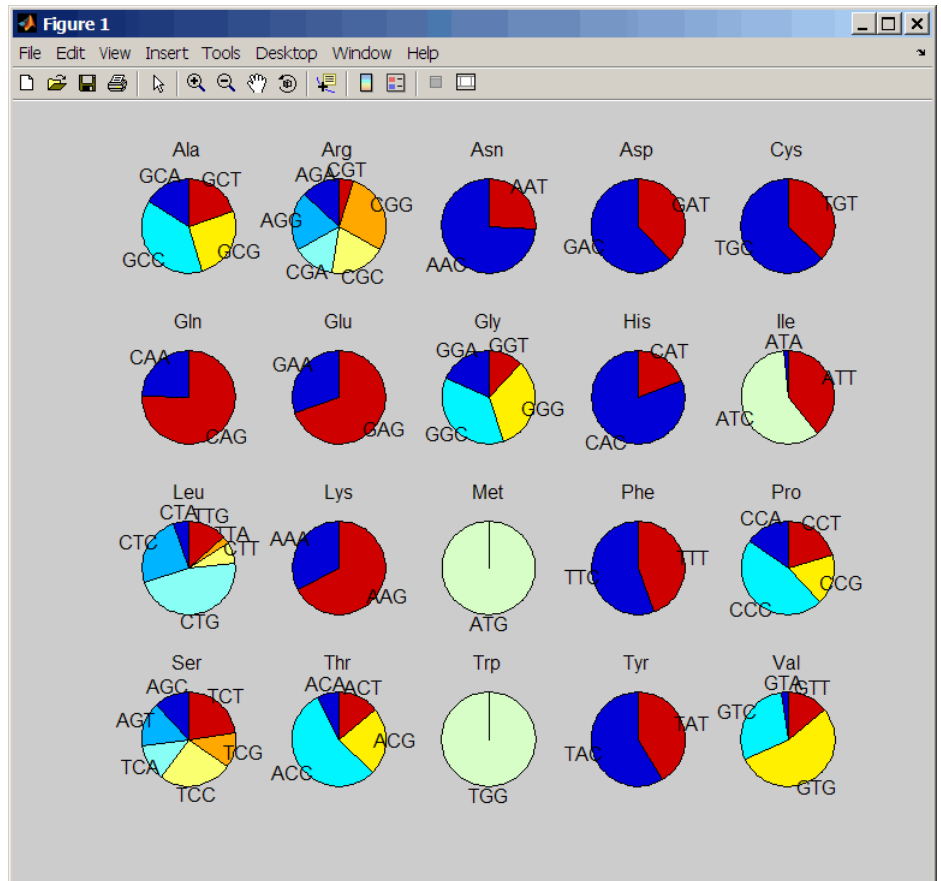 Figure 1
File Edit View Insert Tools Desktop Window Help
Ala Arg Asn Asp Cys
GCA GCT AGA CGT AAT GAT TGT
AGG CGG
GCC GCG CGA CGC AAC GAC TGC
Gln Glu Gly His Ile
CAA GAA GGA GGT CAT ATA ATT
CAG GAG GGC GGG CAC ATC
Leu Lys Met Phe Pro
CTA TTG AAA TTT CCA CCT
CTC TTA CTT TTC CCG
CTG AAG ATG CCC
Ser Thr Trp Tyr Val
AGC TCT ACA ACT TAT GTA GTT
AGT TCG ACG GTC
TCA TCC ACC TGG TAC GTG